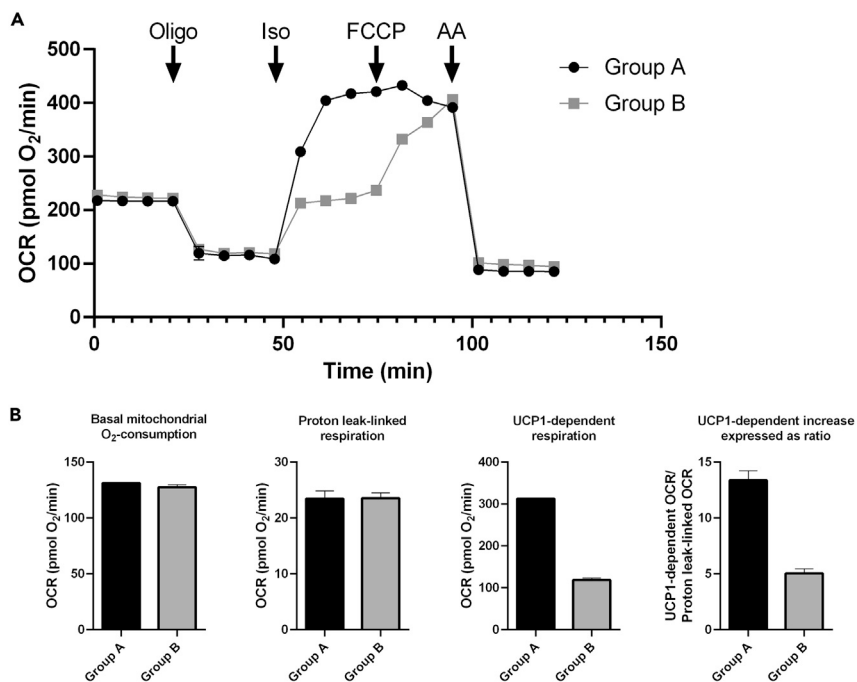 A
Oligo Iso FCCP AA
500
400
300
200
100
0
OCR (pmol O₂/min)
0 50 100 150
Time (min)
Group A
Group B
B
Basal mitochondrial
O₂-consumption
150
100
50
0
OCR (pmol O₂/min)
Group A
Group B
Proton leak-linked
respiration
30
20
10
0
OCR (pmol O₂/min)
Group A
Group B
UCP1-dependent
respiration
400
300
200
100
0
OCR (pmol O₂/min)
Group A
Group B
UCP1-dependent increase
expressed as ratio
15
10
5
0
UCP1-dependent OCR/
Proton leak-linked OCR
Group A
Group B